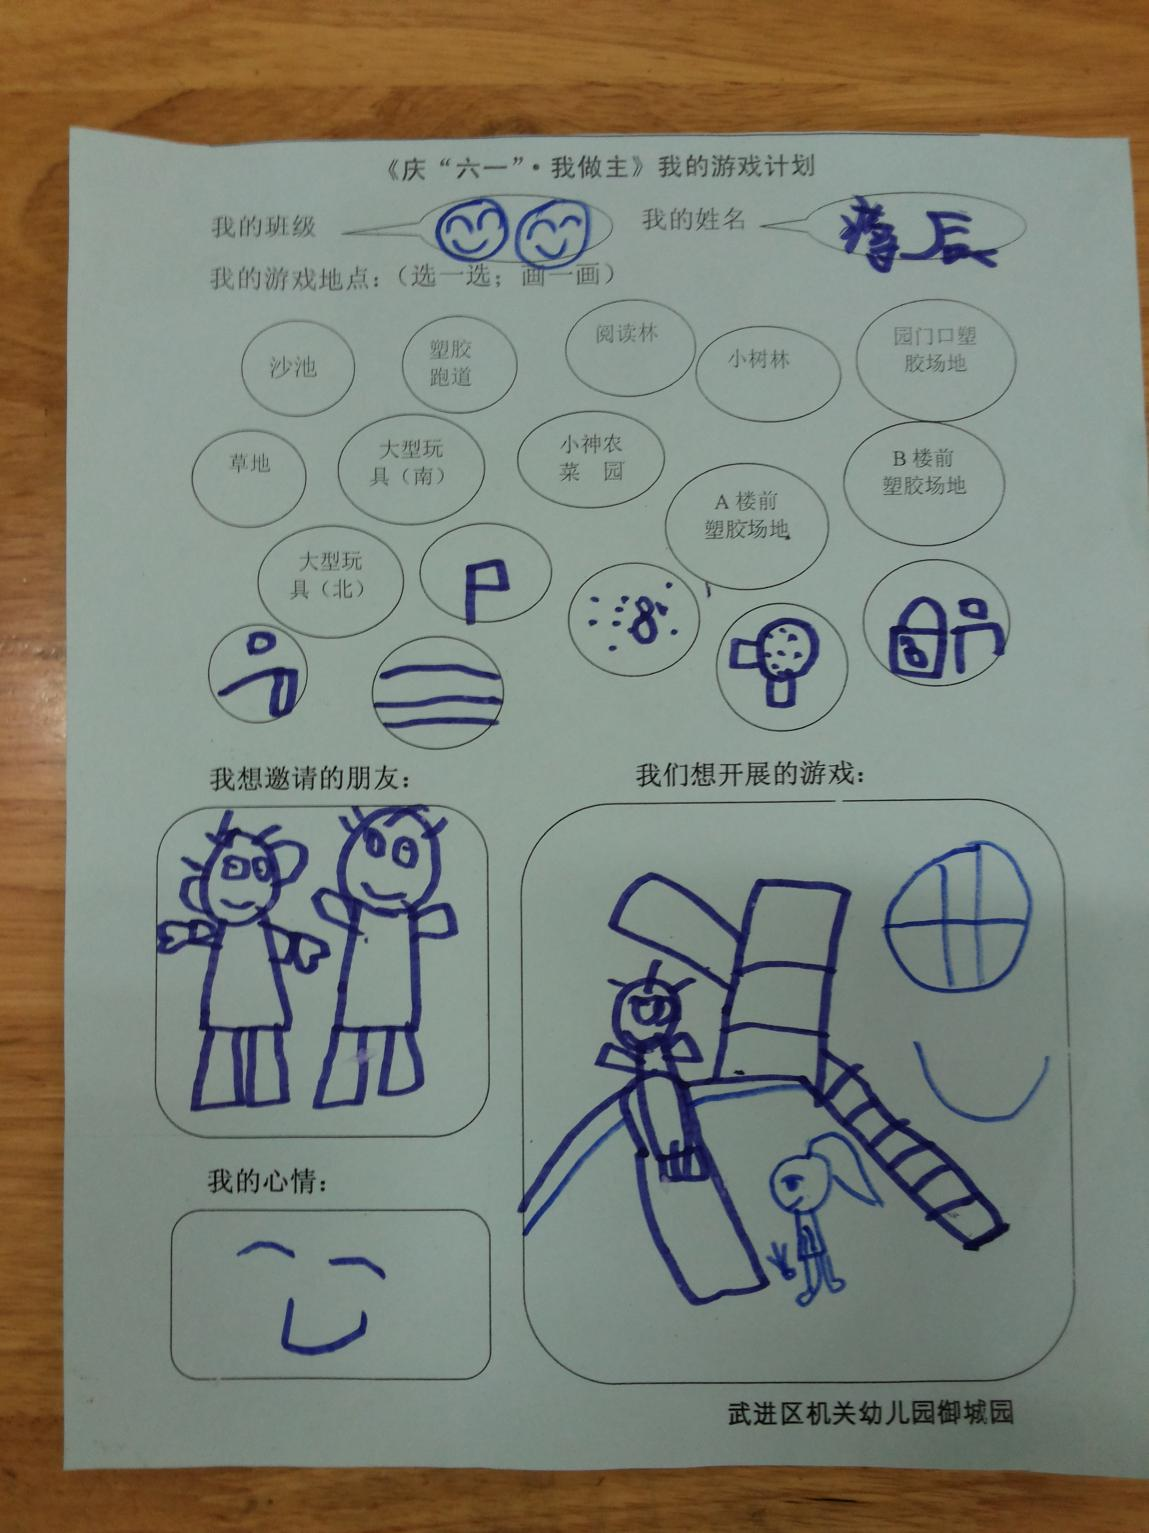 《庆“六一”·我做主》我的游戏计划
我的班级
我的姓名
我的游戏地点：（选一选；画一画）
沙池
塑胶
跑道
阅读林
小树林
园门口塑
胶场地
草地
大型玩
具（南）
小神农
菜 园
A 楼前
塑胶场地
B 楼前
塑胶场地
大型玩
具（北）
我想邀请的朋友：
我们想开展的游戏：
我的心情：
武进区机关幼儿园御城园